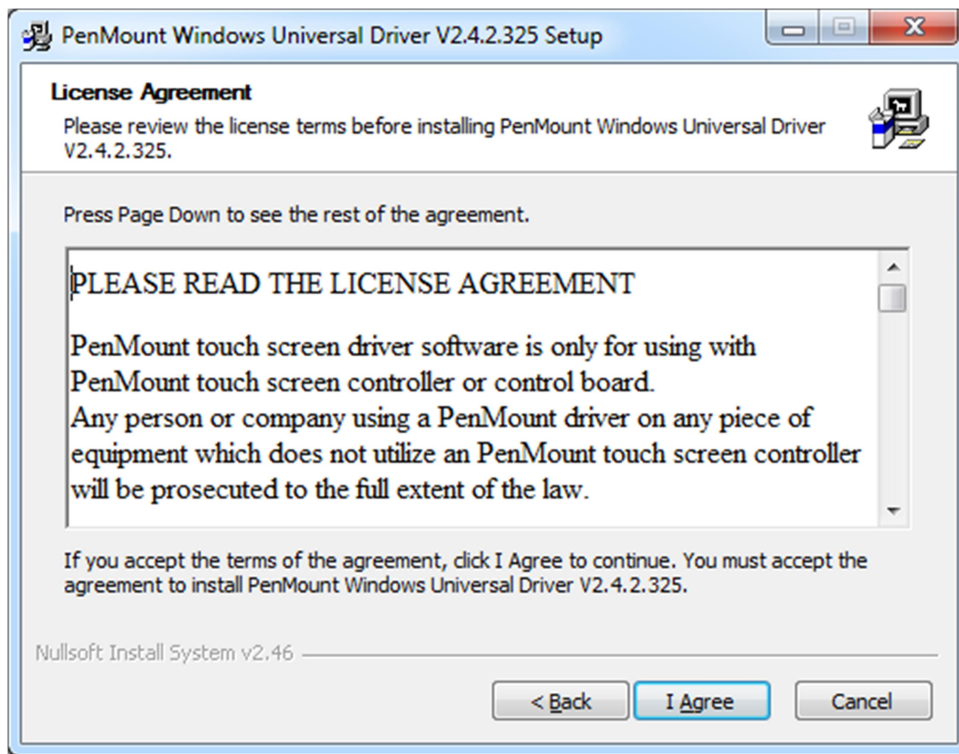 PenMount Windows Universal Driver V2.4.2.325 Setup
License Agreement
Please review the license terms before installing PenMount Windows Universal Driver
V2.4.2.325.
Press Page Down to see the rest of the agreement.
PLEASE READ THE LICENSE AGREEMENT
PenMount touch screen driver software is only for using with
PenMount touch screen controller or control board.
Any person or company using a PenMount driver on any piece of
equipment which does not utilize an PenMount touch screen controller
will be prosecuted to the full extent of the law.
If you accept the terms of the agreement, click I Agree to continue. You must accept the
agreement to install PenMount Windows Universal Driver V2.4.2.325.
Nullsoft Install System v2.46
< Back
I Agree
Cancel